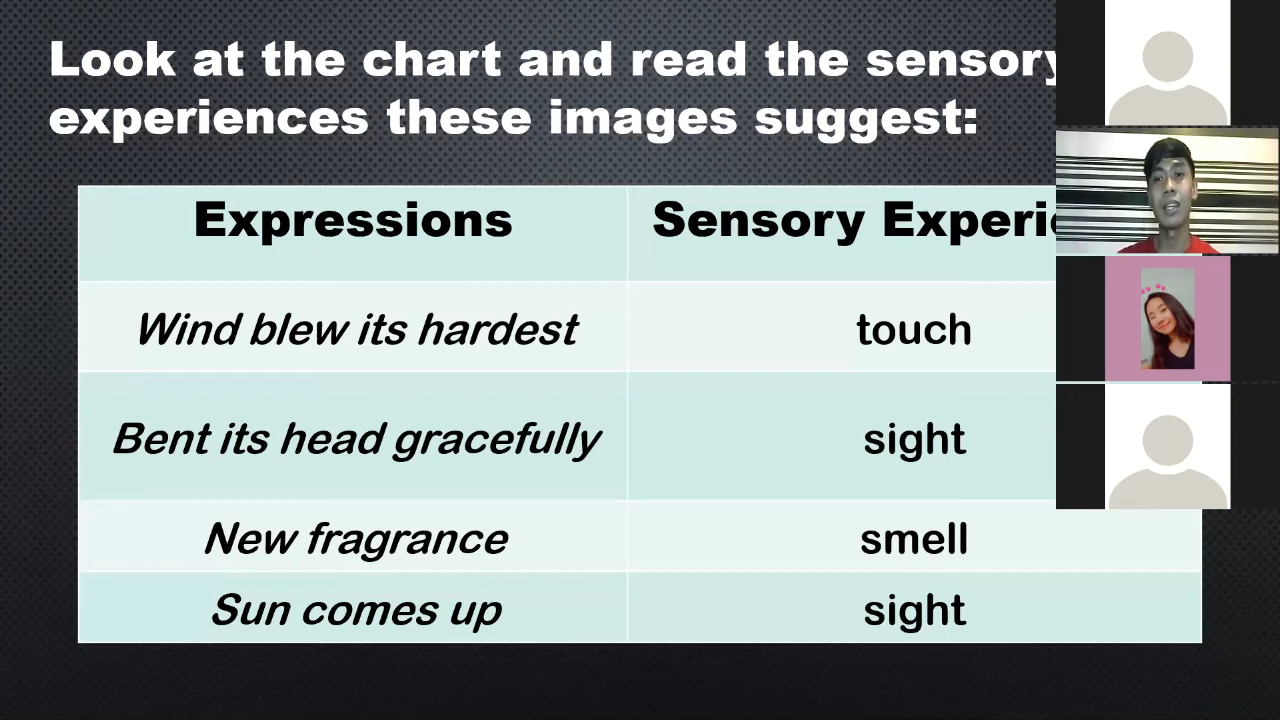 Look at the chart and read the sensory
experiences these images suggest:
Expressions Sensory
Wind blew its hardest touch
Bent its head gracefully sight
New fragrance smell
Sun comes up sight